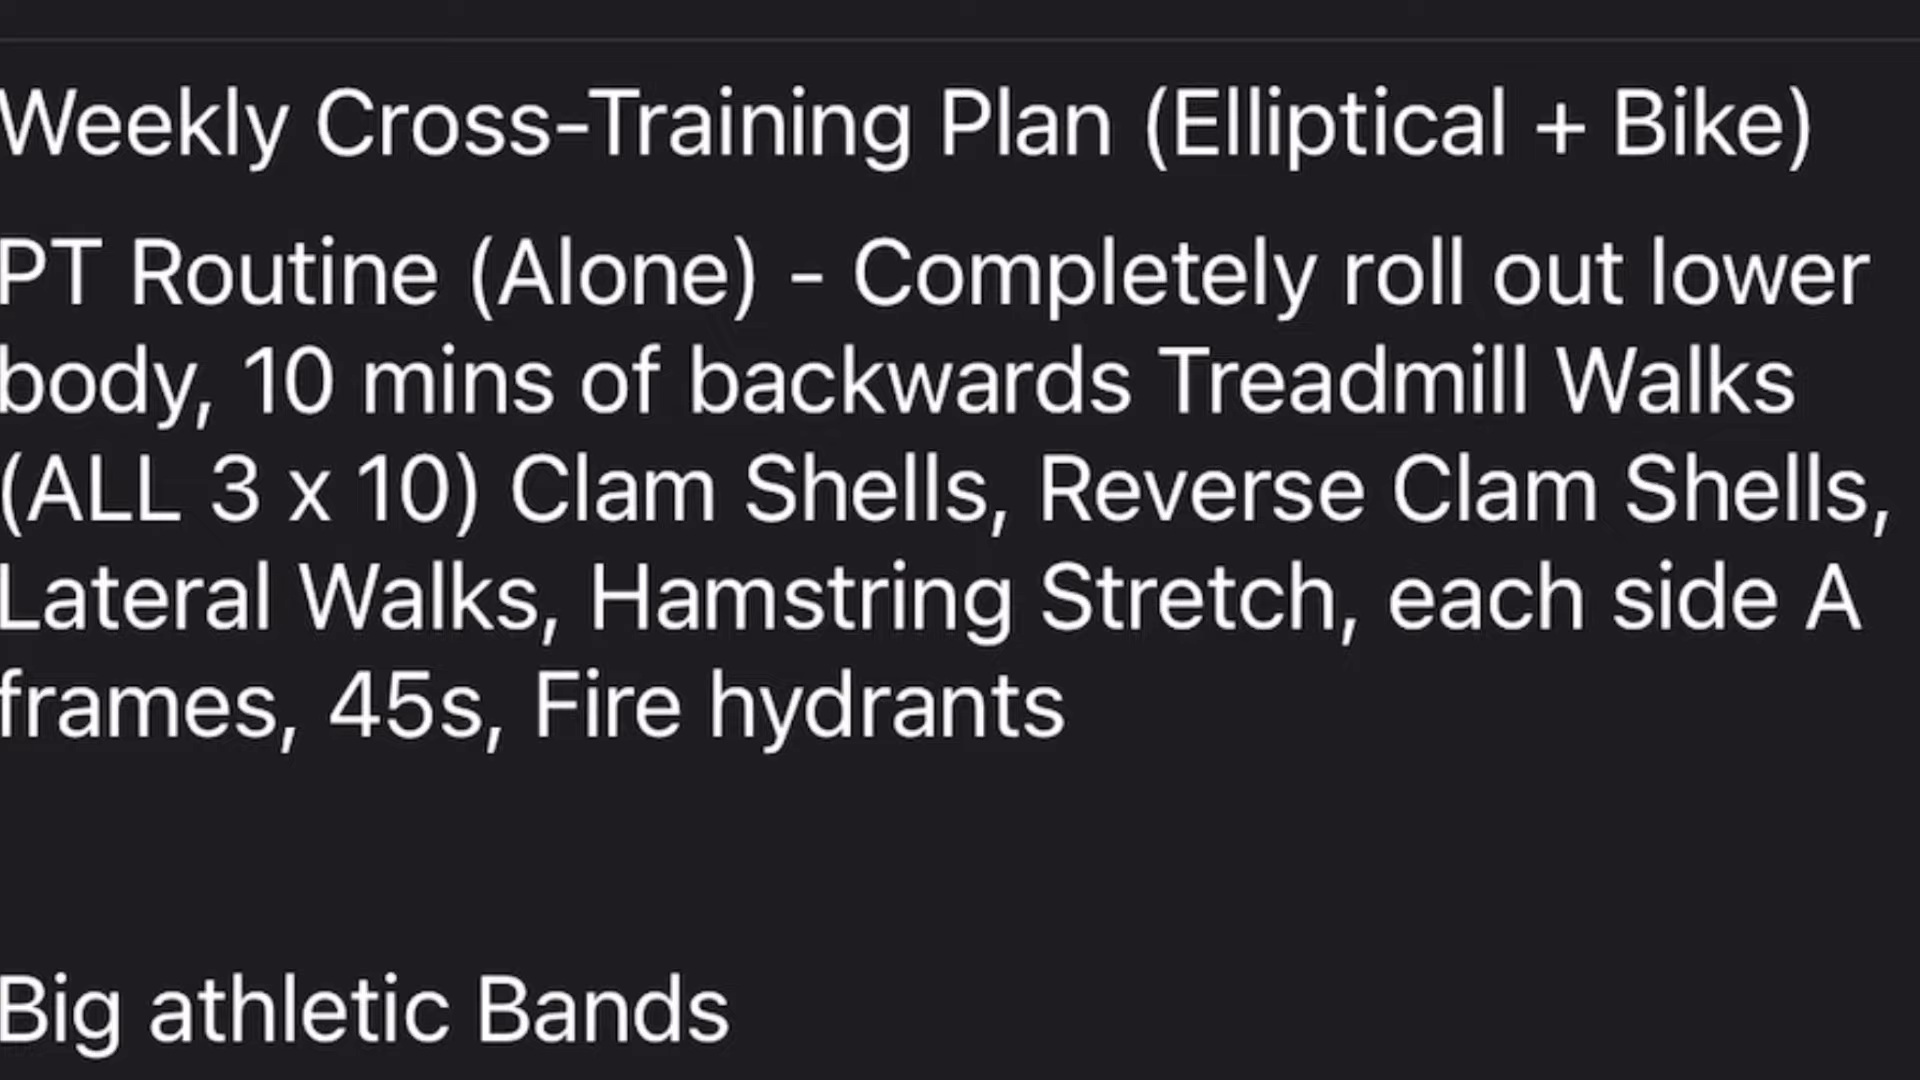 Weekly Cross-Training Plan (Elliptical + Bike)
PT Routine (Alone) - Completely roll out lower
body, 10 mins of backwards Treadmill Walks
(ALL 3 x 10) Clam Shells, Reverse Clam Shells,
Lateral Walks, Hamstring Stretch, each side A
frames, 45s, Fire hydrants
Big athletic Bands